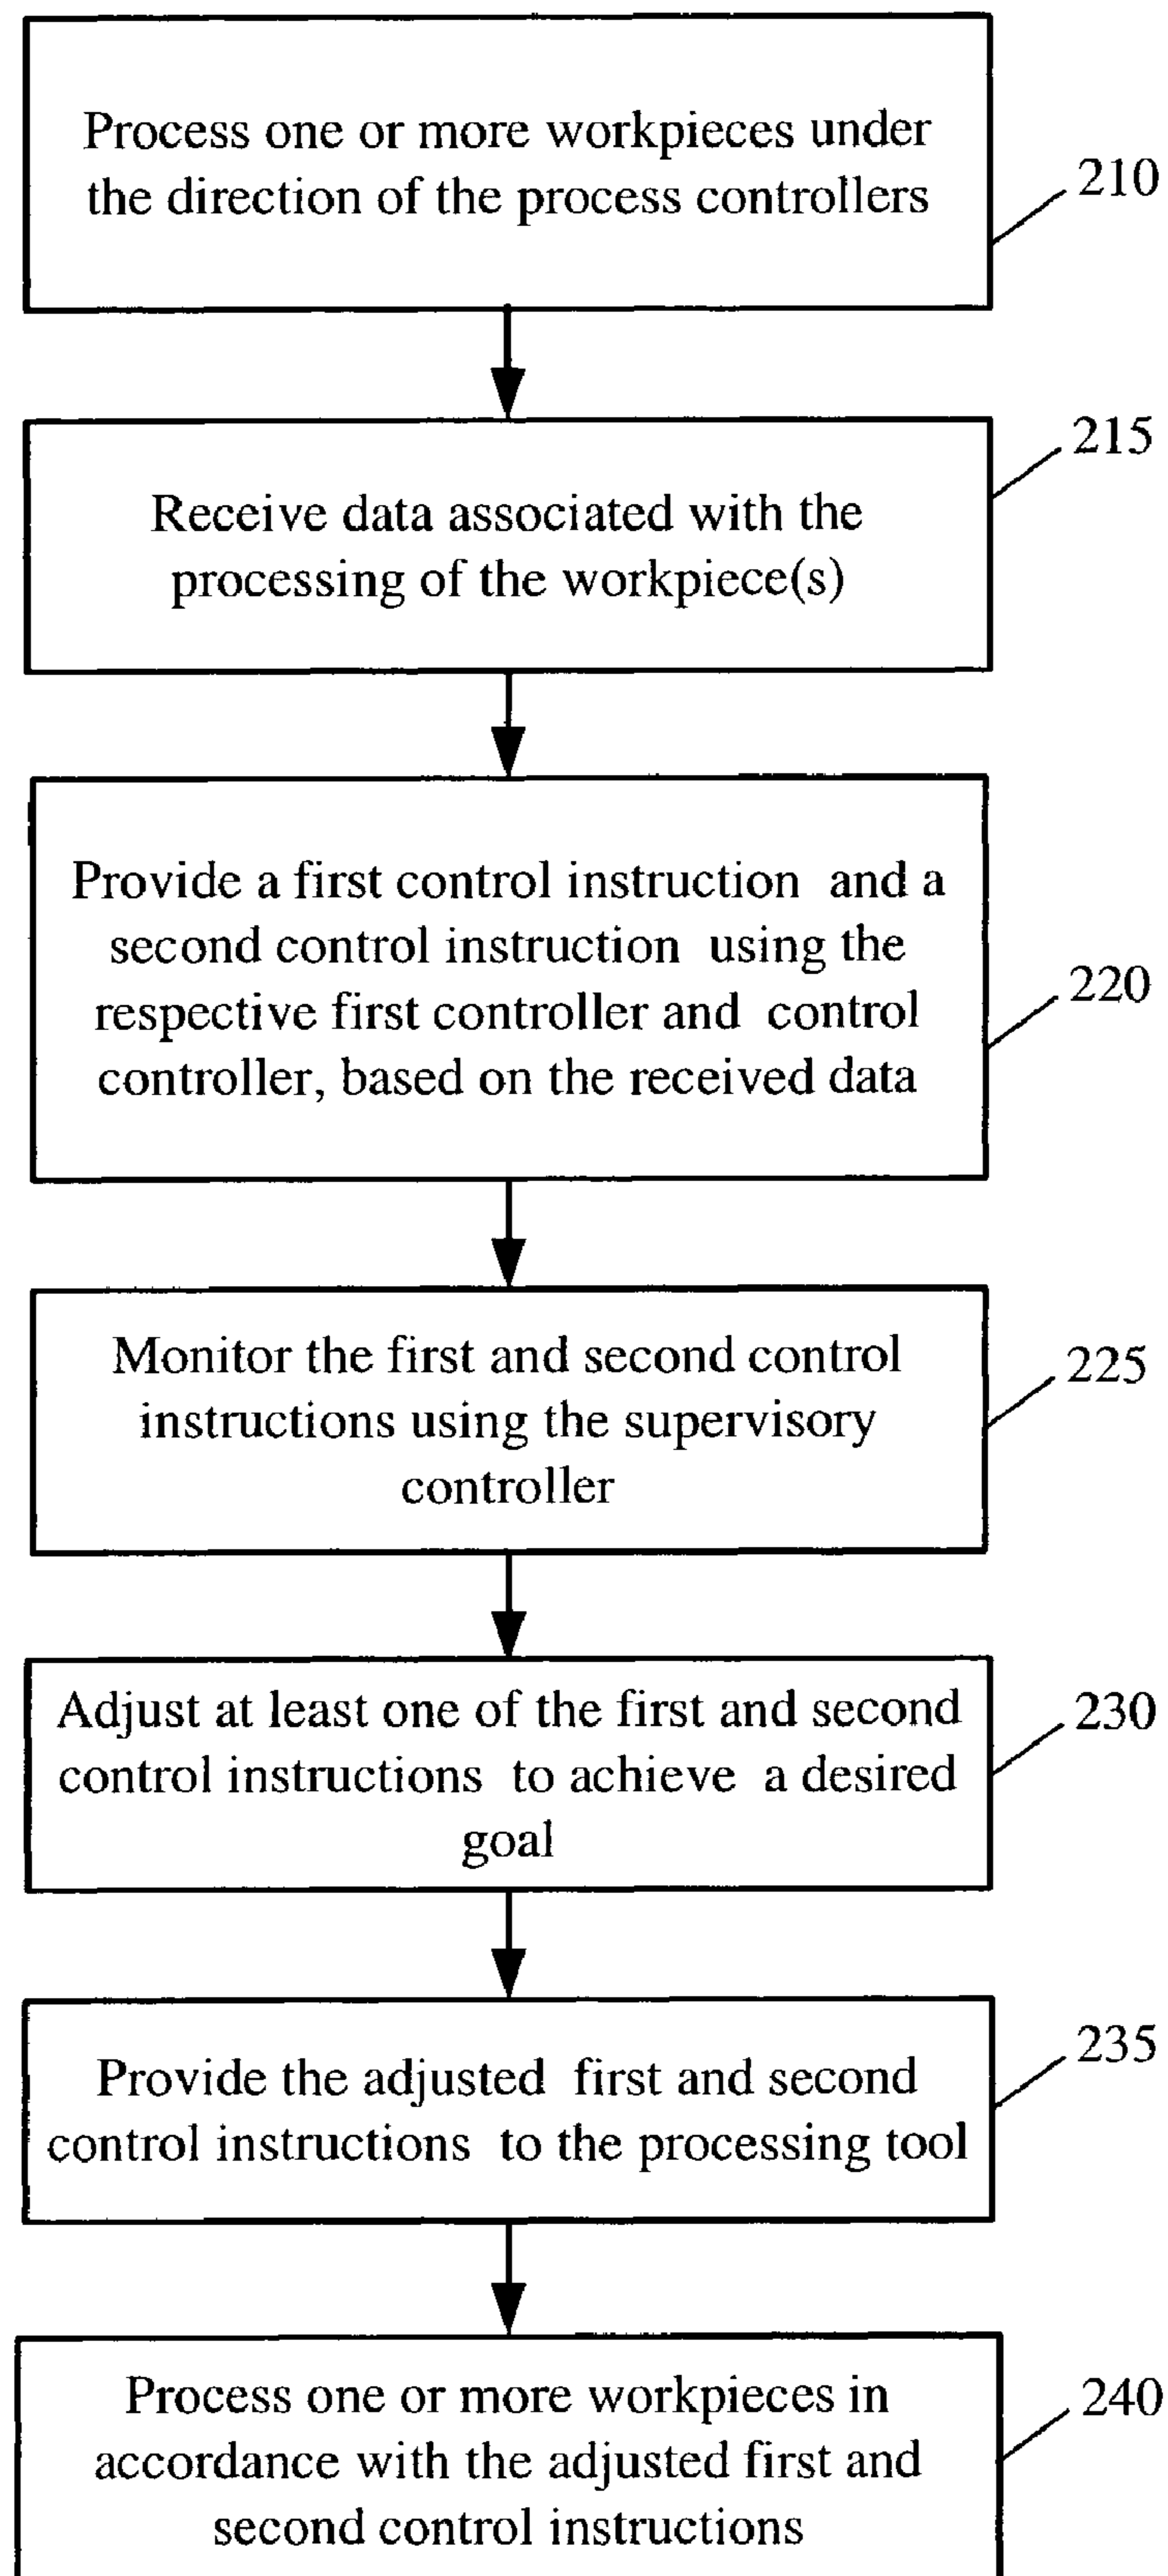 Process one or more workpieces under
the direction of the process controllers
210
215
Receive data associated with the
processing of the workpiece(s)
Provide a first control instruction and a
second control instruction using the
respective first controller and control
controller, based on the received data
220
Monitor the first and second control
instructions using the supervisory
controller
225
Adjust at least one of the first and second
control instructions to achieve a desired
goal
230
Provide the adjusted first and second
control instructions to the processing tool
235
Process one or more workpieces in
accordance with the adjusted first and
second control instructions
240